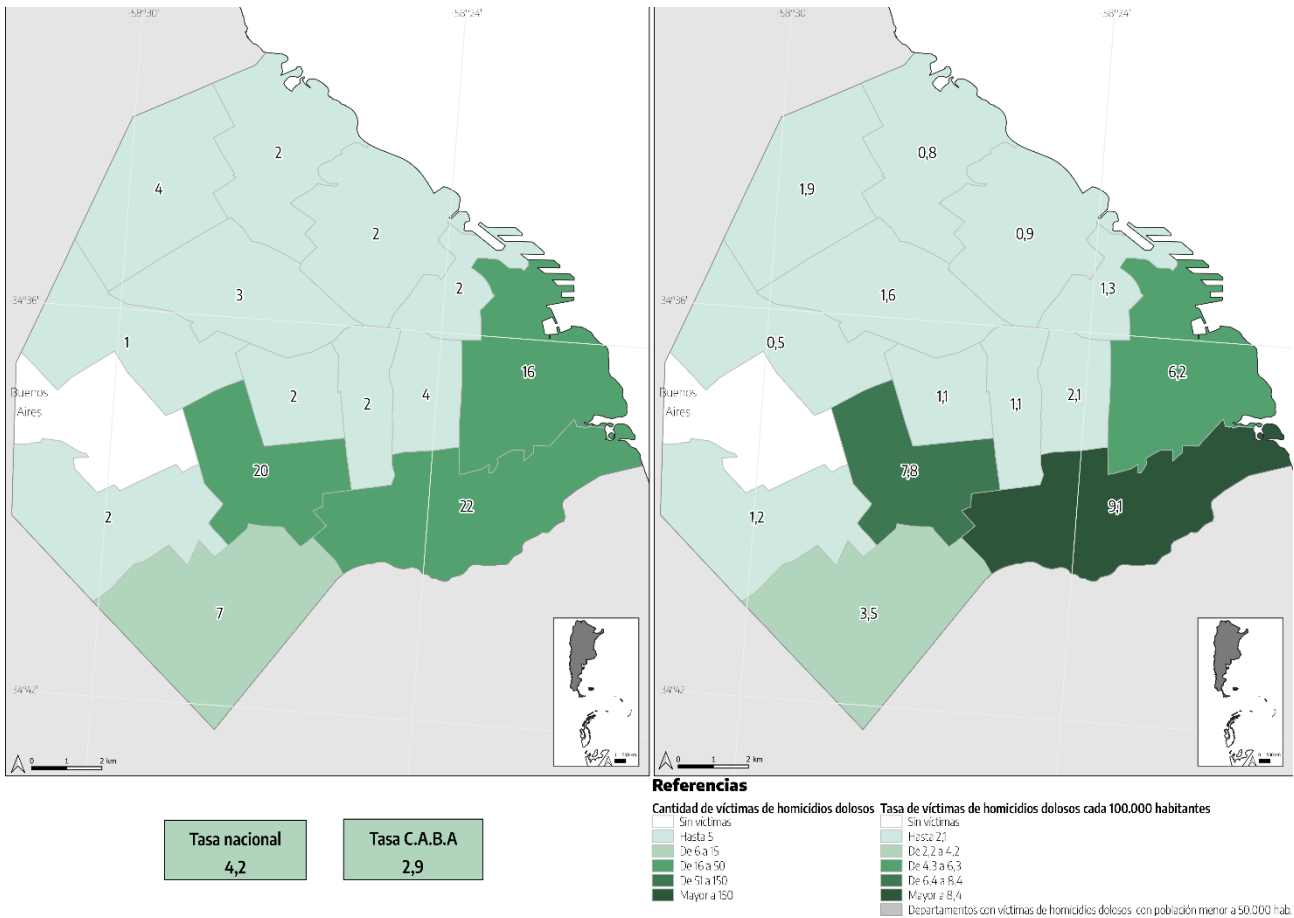 -58°30'
-58°24'
2
4
2
2
3
34°36'
1
16
Buenos
Aires
2
2
4
20
22
2
7
34°42'
0 1 2 km
-58°30'
-58°24'
0,8
1,9
0,9
1,3
1,6
34°36'
0,5
6,2
Buenos
Aires
1,1
1,1
2,1
7,8
9,1
1,2
3,5
34°42'
0 1 2 km
Tasa nacional
4,2
Tasa C.A.B.A
2,9
Referencias
Cantidad de víctimas de homicidios dolosos
Sin víctimas
Hasta 5
De 6 a 15
De 16 a 50
De 51 a 150
Mayor a 150
Tasa de víctimas de homicidios dolosos cada 100.000 habitantes
Sin víctimas
Hasta 2,1
De 2,2 a 4,2
De 4,3 a 6,3
De 6,4 a 8,4
Mayor a 8,4
Departamentos con víctimas de homicidios dolosos con población menor a 50.000 hab.